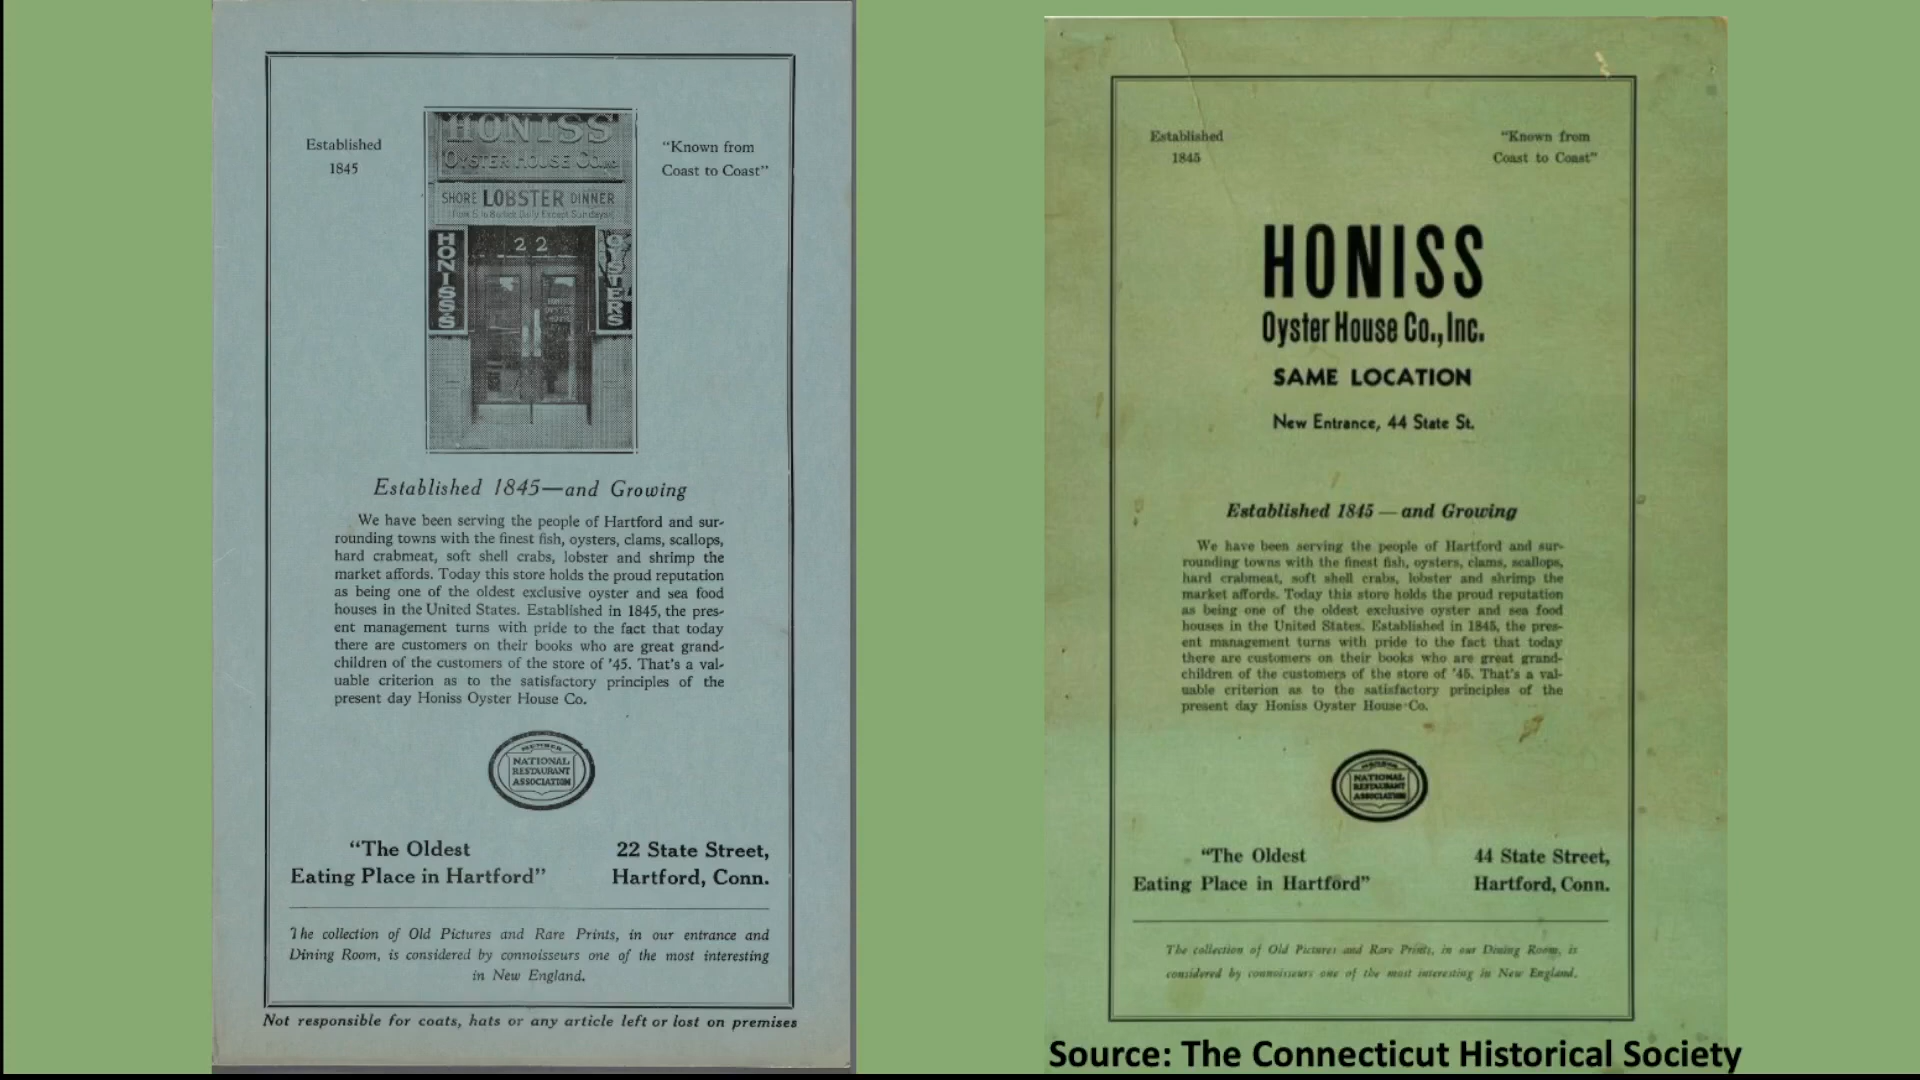 Established
1845
HONISS
OYSTER HOUSE CO. INC.
SHORE LOBSTER DINNER
22
HONISS'S
OYSTERS
"Known from
Coast to Coast"
Established 1845—and Growing
We have been serving the people of Hartford and sur-
rounding towns with the finest fish, oysters, clams, scallops,
hard crabmeat, soft shell crabs, lobster and shrimp the
market affords. Today this store holds the proud reputation
as being one of the oldest exclusive oyster and sea food
houses in the United States. Established in 1845, the pres-
ent management turns with pride to the fact that today
there are customers on their books who are great grand-
children of the customers of the store of '45. That's a val-
uable criterion as to the satisfactory principles of the
present day Honiss Oyster House Co.
MEMBER
NATIONAL
RESTAURANT
ASSOCIATION
"The Oldest
Eating Place in Hartford"
22 State Street,
Hartford, Conn.
The collection of Old Pictures and Rare Prints, in our entrance and
Dining Room, is considered by connoisseurs one of the most interesting
in New England.
Not responsible for coats, hats or any article left or lost on premises
Established
1845
"Known from
Coast to Coast"
HONISS
Oyster House Co., Inc.
SAME LOCATION
New Entrance, 44 State St.
Established 1845 — and Growing
We have been serving the people of Hartford and sur-
rounding towns with the finest fish, oysters, clams, scallops,
hard crabmeat, soft shell crabs, lobster and shrimp the
market affords. Today this store holds the proud reputation
as being one of the oldest exclusive oyster and sea food
houses in the United States. Established in 1845, the pres-
ent management turns with pride to the fact that today
there are customers on their books who are great grand-
children of the customers of the store of '45. That's a val-
uable criterion as to the satisfactory principles of the
present day Honiss Oyster House Co.
MEMBER
NATIONAL
RESTAURANT
ASSOCIATION
"The Oldest
Eating Place in Hartford"
44 State Street,
Hartford, Conn.
The collection of Old Pictures and Rare Prints, in our Dining Room, is
considered by connoisseurs one of the most interesting in New England.
Source: The Connecticut Historical Society